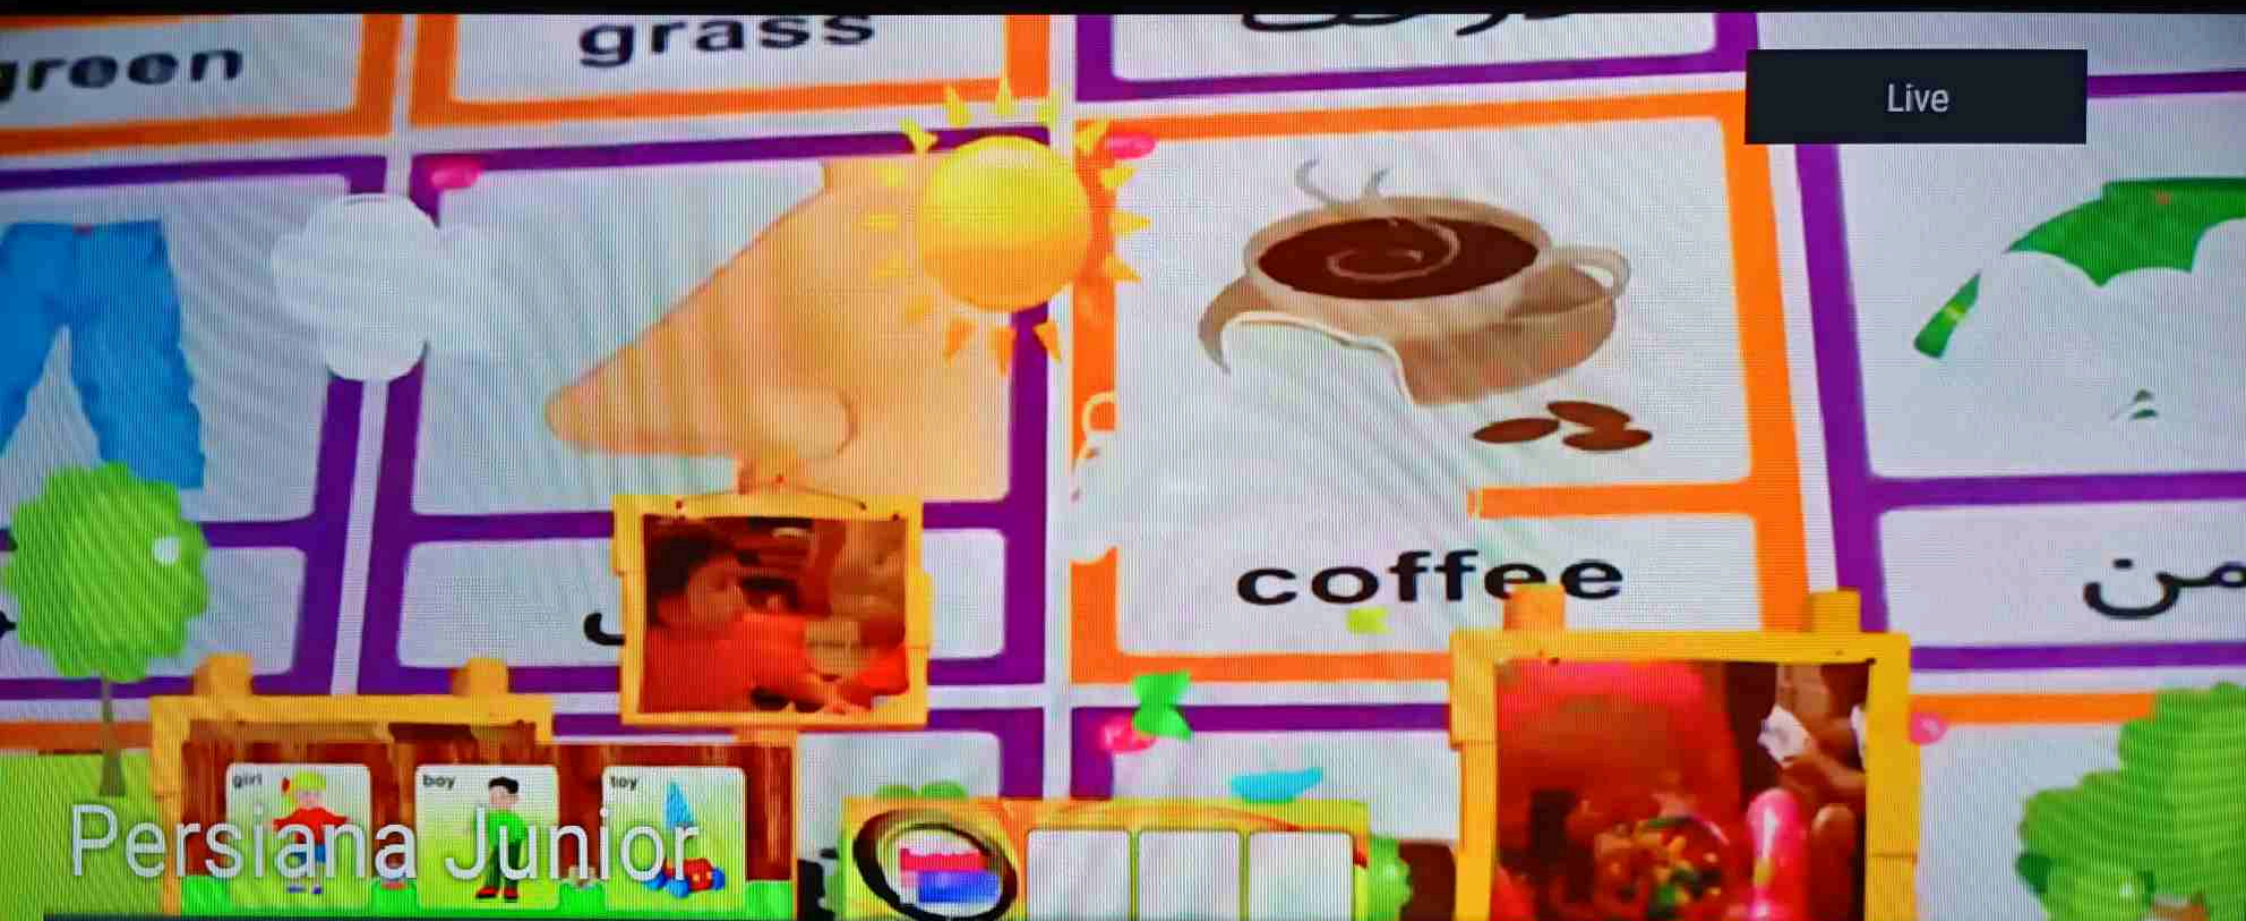 green
grass
Live
coffee
girl
boy
toy
Persiana Junior